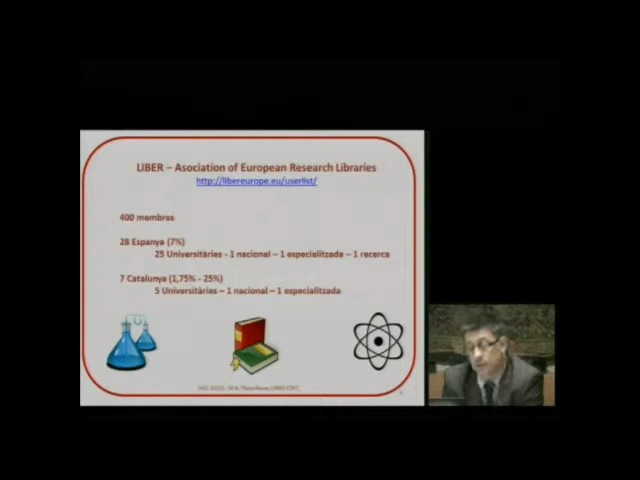 LIBER – Asociation of European Research Libraries
http://libereurope.eu/userlist/
400 membres
28 Espanya (7%)
25 Universitàries - 1 nacional – 1 especialitzada – 1 recerca
7 Catalunya (1,75% - 25%)
5 Universitàries – 1 nacional – 1 especialitzada